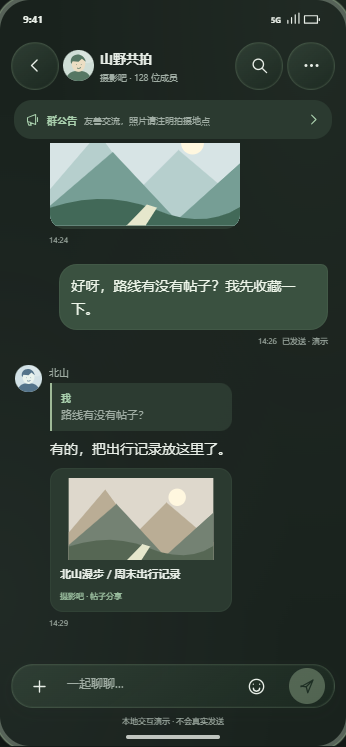 9:41
5G
山野共拍
摄影吧 · 128 位成员
群公告 友善交流，照片请注明拍摄地点
14:24
好呀，路线有没有帖子？我先收藏一
下。
14:26 已发送 · 演示
北山
我
路线有没有帖子？
有的，把出行记录放这里了。
北山漫步 / 周末出行记录
摄影吧 · 帖子分享
14:29
一起聊聊...
本地交互演示 · 不会真实发送